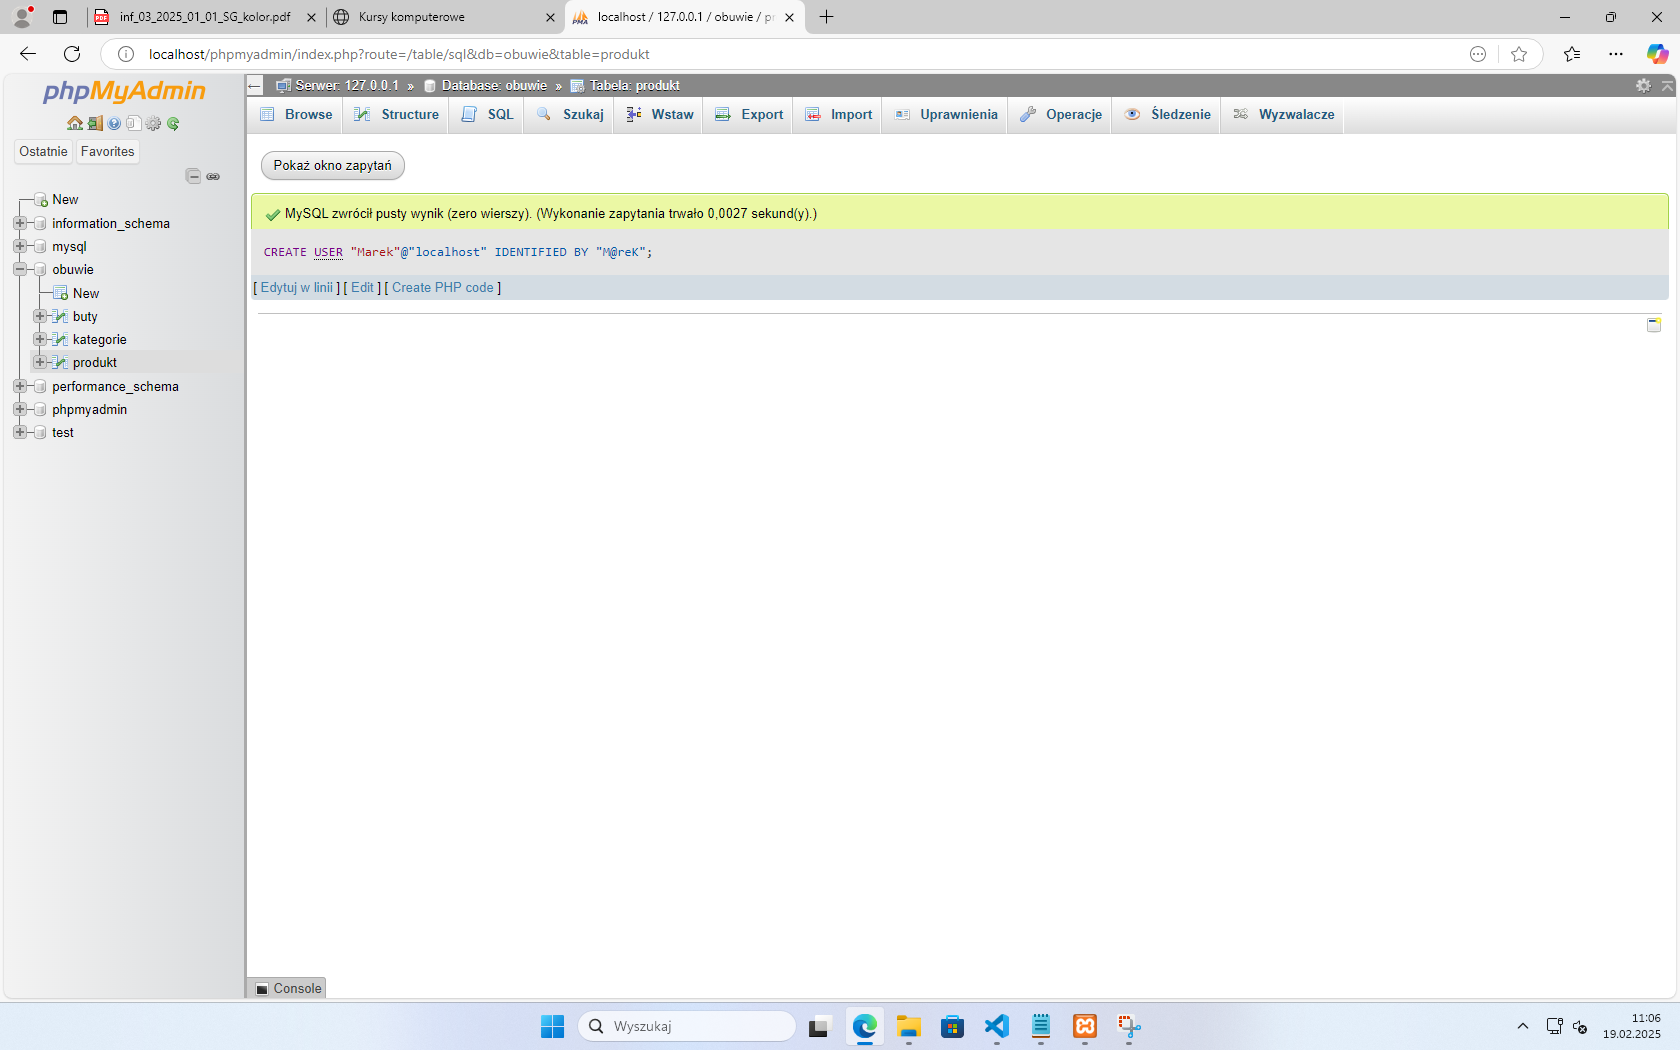 inf_03_2025_01_01_SG_kolor.pdf
Kursy komputerowe
localhost / 127.0.0.1 / obuwie / pr
localhost/phpmyadmin/index.php?route=/table/sql&db=obuwie&table=produkt
phpMyAdmin
Ostatnie
Favorites
New
information_schema
mysql
obuwie
New
buty
kategorie
produkt
performance_schema
phpmyadmin
test
Serwer: 127.0.0.1 » Database: obuwie » Tabela: produkt
Browse Structure SQL Szukaj Wstaw Export Import Uprawnienia Operacje Śledzenie Wyzwalacze
Pokaż okno zapytań
MySQL zwrócił pusty wynik (zero wierszy). (Wykonanie zapytania trwało 0,0027 sekund(y).)
CREATE USER "Marek"@"localhost" IDENTIFIED BY "M@reK";
[ Edytuj w linii ] [ Edit ] [ Create PHP code ]
Console
Wyszukaj
11:06
19.02.2025